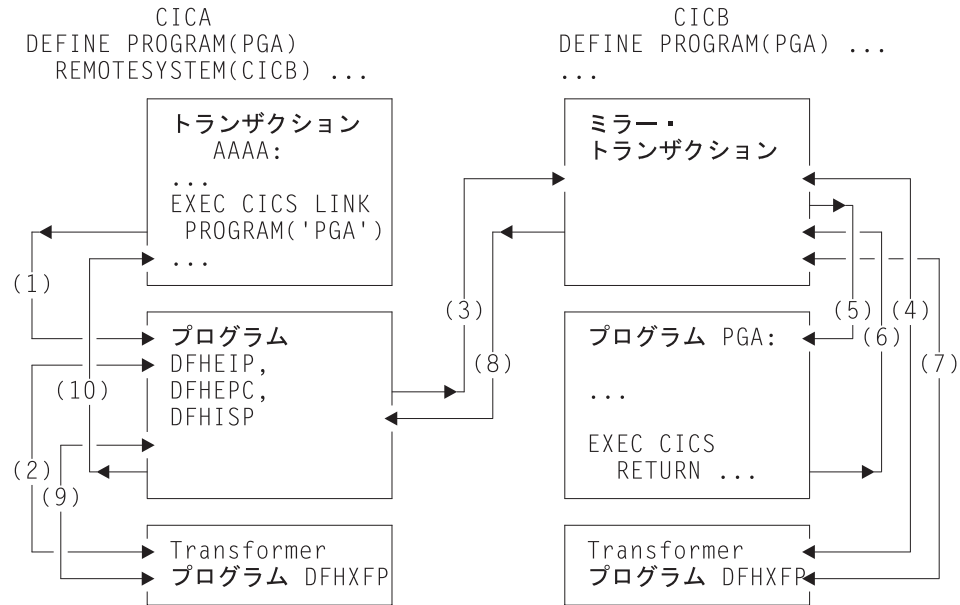 CICA
DEFINE PROGRAM(PGA)
REMOTESYSTEM(CICB) ...
トランザクション
AAAA:
...
EXEC CICS LINK
PROGRAM('PGA')
...
(1)
プログラム
DFHEIP,
DFHEPC,
DFHISP
(10)
(2)
(9)
Transformer
プログラム DFHXFP
(3)
(8)
CICB
DEFINE PROGRAM(PGA) ...
...
ミラー・
トランザクション
(5)
(4)
(6)
(7)
プログラム PGA:
...
EXEC CICS
RETURN ...
Transformer
プログラム DFHXFP